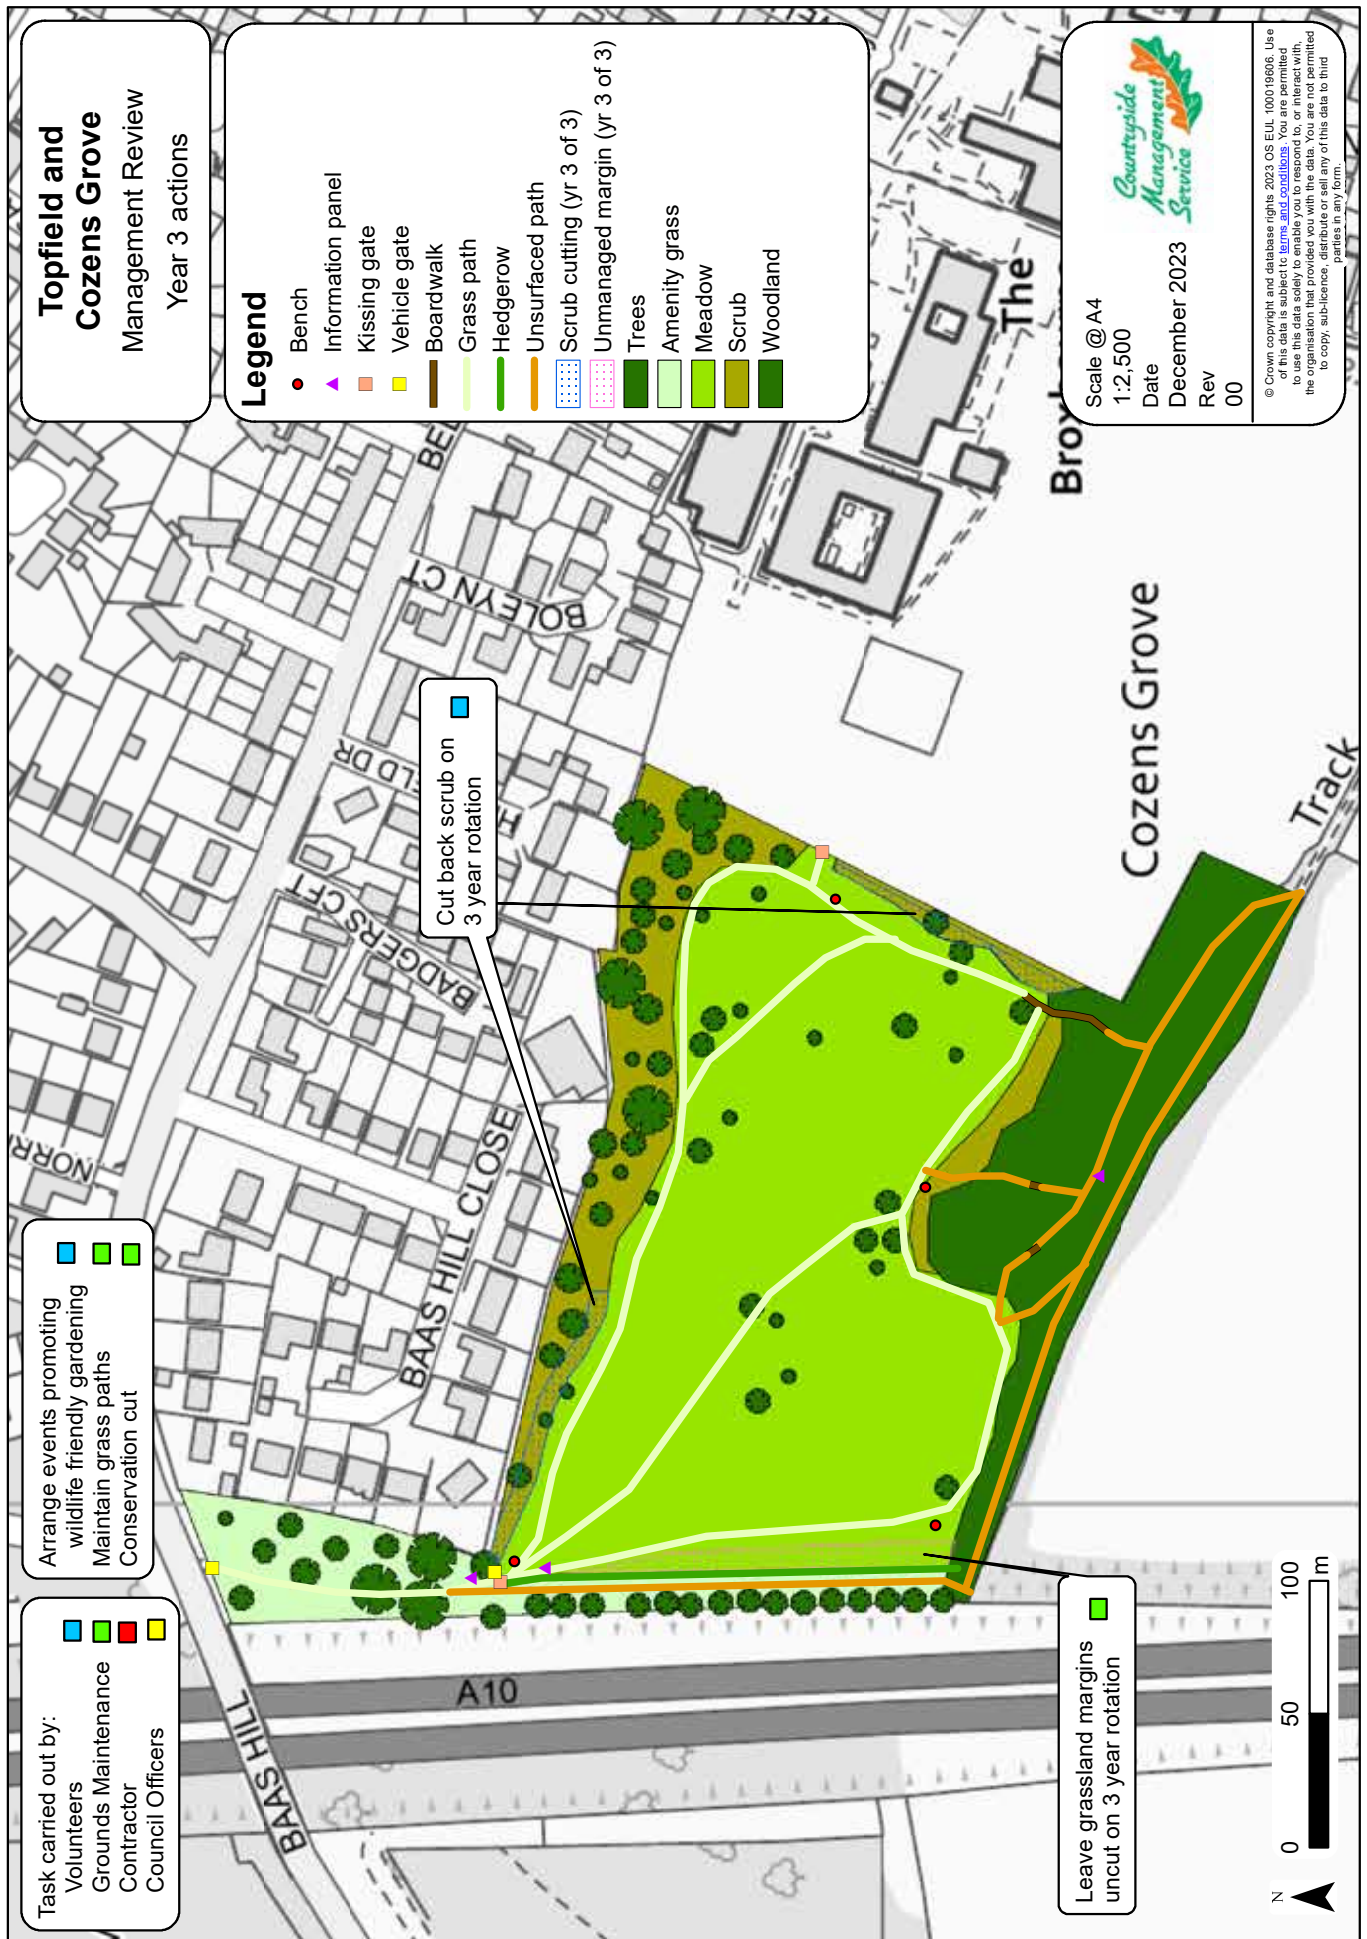 Topfield and
Cozens Grove
Management Review
Year 3 actions
Legend
Bench
Information panel
Kissing gate
Vehicle gate
Boardwalk
Grass path
Hedgerow
Unsurfaced path
Scrub cutting (yr 3 of 3)
Unmanaged margin (yr 3 of 3)
Trees
Amenity grass
Meadow
Scrub
Woodland
Countryside
Management
Service
Scale @A4
1:2,500
Date
December 2023
Rev
00
© Crown copyright and database rights 2023 OS EUL 100019606. Use
of this data is subject to terms and conditions. You are permitted
to use this data solely to enable you to respond to, or interact with,
the organisation that provided you with the data. You are not permitted
to copy, sub-licence, distribute or sell any of this data to third
parties in any form.
Arrange events promoting
wildlife friendly gardening
Maintain grass paths
Conservation cut
Task carried out by:
Volunteers
Grounds Maintenance
Contractor
Council Officers
Cut back scrub on
3 year rotation
Leave grassland margins
uncut on 3 year rotation
NORR
BADGERS CFT
ELD DR
H
BOLEYN CT
BEL
BAAS HILL CLOSE
BAAS HILL
A10
The
Brox
Cozens Grove
Track
0
50
100
m
N